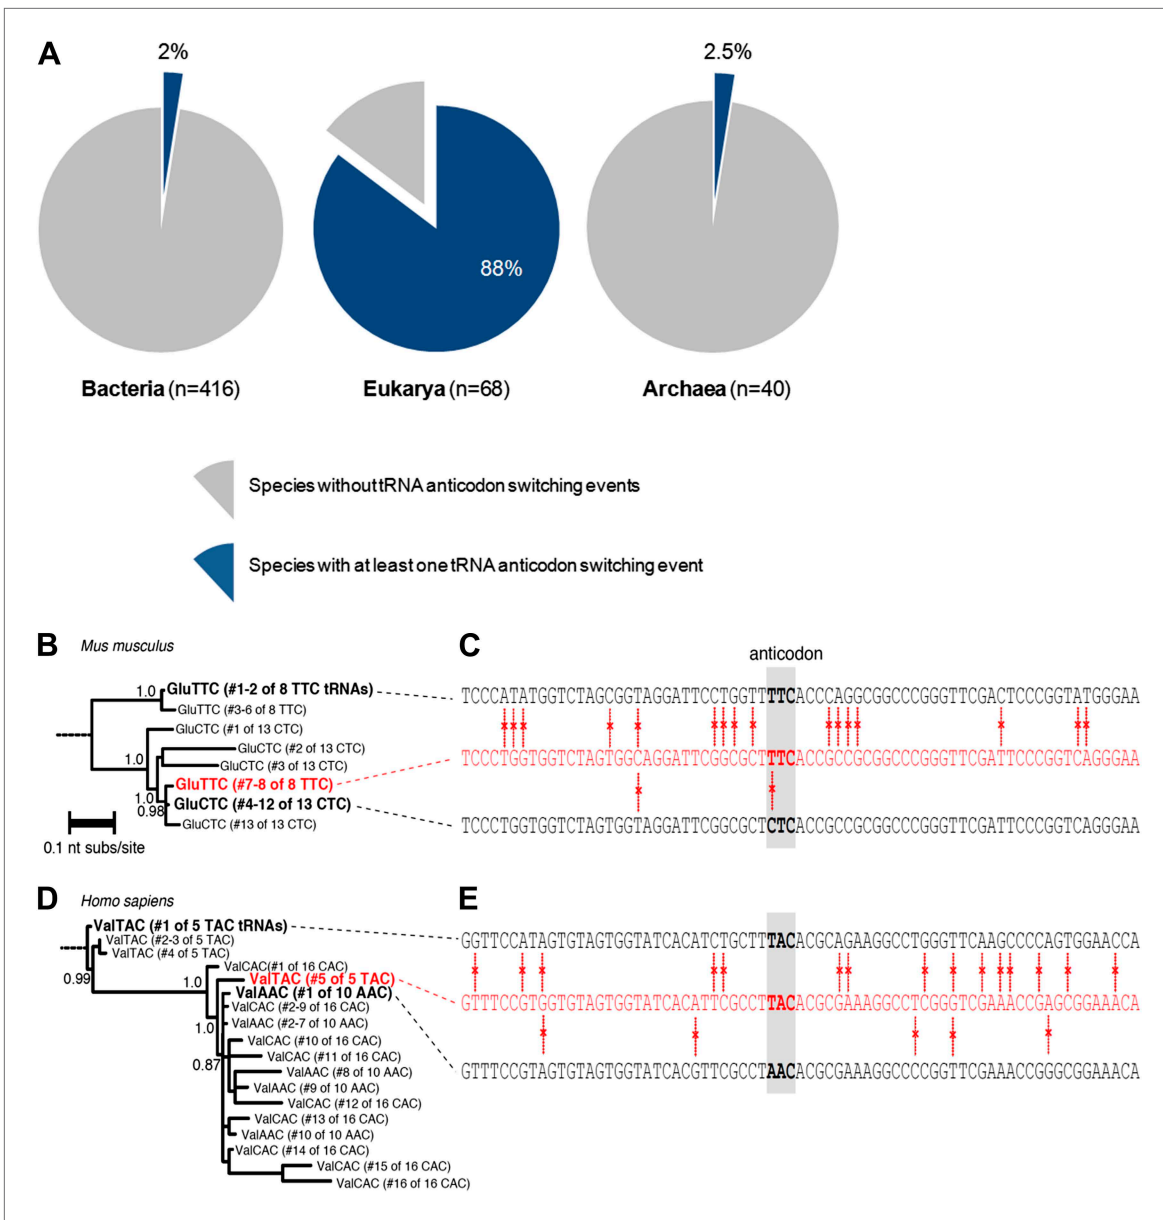 A
2%
88%
2.5%
Bacteria (n=416)
Eukarya (n=68)
Archaea (n=40)
Species without tRNA anticodon switching events
Species with at least one tRNA anticodon switching event
B
Mus musculus
1.0
GluTTC (#1-2 of 8 TTC tRNAs)
GluTTC (#3-6 of 8 TTC)
GluCTC (#1 of 13 CTC)
GluCTC (#2 of 13 CTC)
1.0
GluCTC (#3 of 13 CTC)
GluTTC (#7-8 of 8 TTC)
1.0
GluCTC (#4-12 of 13 CTC)
0.98
GluCTC (#13 of 13 CTC)
0.1 nt subs/site
C
anticodon
TCCCATATGGTCTAGCGGTAGGATTCCTGGTTTTCACCCAGGCGGCCCGGGTTCGACTCCCGGTATGGGAA
TCCCTGGTGGTCTAGTGGCAGGATTCGGCGCTTTCACCGCCGCGGCCCGGGTTCGATTCCCGGTCAGGGAA
TCCCTGGTGGTCTAGTGGTAGGATTCGGCGCTCTCACCGCCGCGGCCCGGGTTCGATTCCCGGTCAGGGAA
D
Homo sapiens
ValTAC (#1 of 5 TAC tRNAs)
ValTAC (#2-3 of 5 TAC)
ValTAC (#4 of 5 TAC)
0.99
ValCAC(#1 of 16 CAC)
1.0
ValTAC (#5 of 5 TAC)
ValAAC (#1 of 10 AAC)
ValCAC (#2-9 of 16 CAC)
1.0
ValAAC (#2-7 of 10 AAC)
ValCAC (#10 of 16 CAC)
ValCAC (#11 of 16 CAC)
0.87
ValAAC (#8 of 10 AAC)
ValAAC (#9 of 10 AAC)
ValCAC (#12 of 16 CAC)
ValCAC (#13 of 16 CAC)
ValAAC (#10 of 10 AAC)
ValCAC (#14 of 16 CAC)
ValCAC (#15 of 16 CAC)
ValCAC (#16 of 16 CAC)
E
GGTTCCATAGTGTAGTGGTATCACATCTGCTTTACACGCAGAAGGCCTGGGTTCAAGCCCCAGTGGAACCA
GTTTCCGTGGTGTAGTGGTATCACATTCGCCTTACACGCGAAAGGCCTCGGGTCGAAACCGAGCGGAAACA
GTTTCCGTAGTGTAGTGGTATCACGTTCGCCTAACACGCGAAAGGCCCCGGTTCGAAACCGGGCGGAAACA